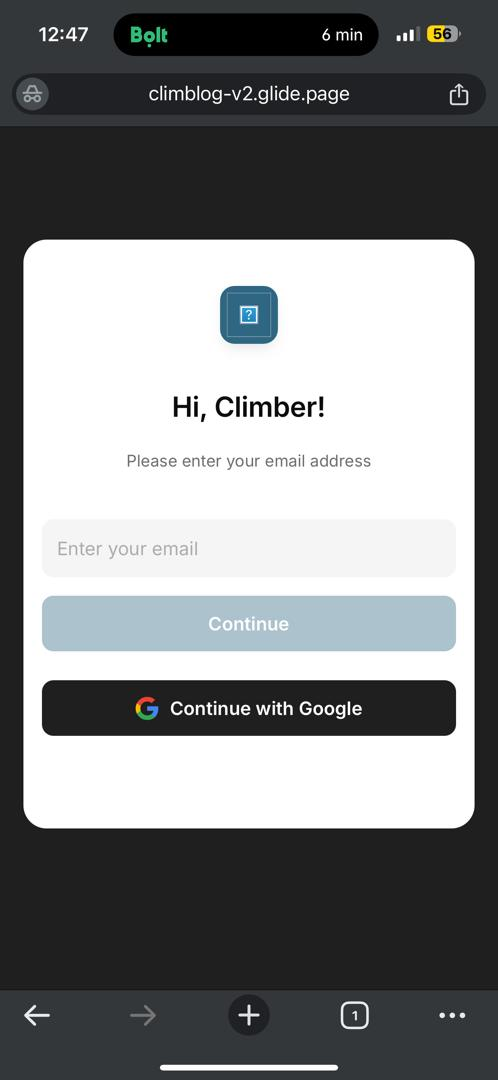 12:47
Bolt
6 min
56
climblog-v2.glide.page
?
Hi, Climber!
Please enter your email address
Enter your email
Continue
Continue with Google
1